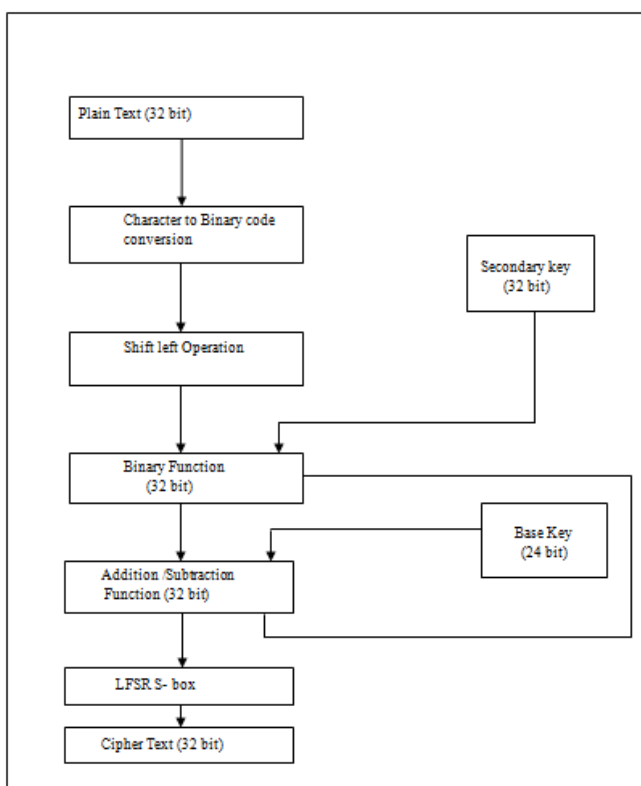 Plain Text (32 bit)
Character to Binary code
conversion
Secondary key
(32 bit)
Shift left Operation
Binary Function
(32 bit)
Base Key
(24 bit)
Addition /Subtraction
Function (32 bit)
LFSR S- box
Cipher Text (32 bit)